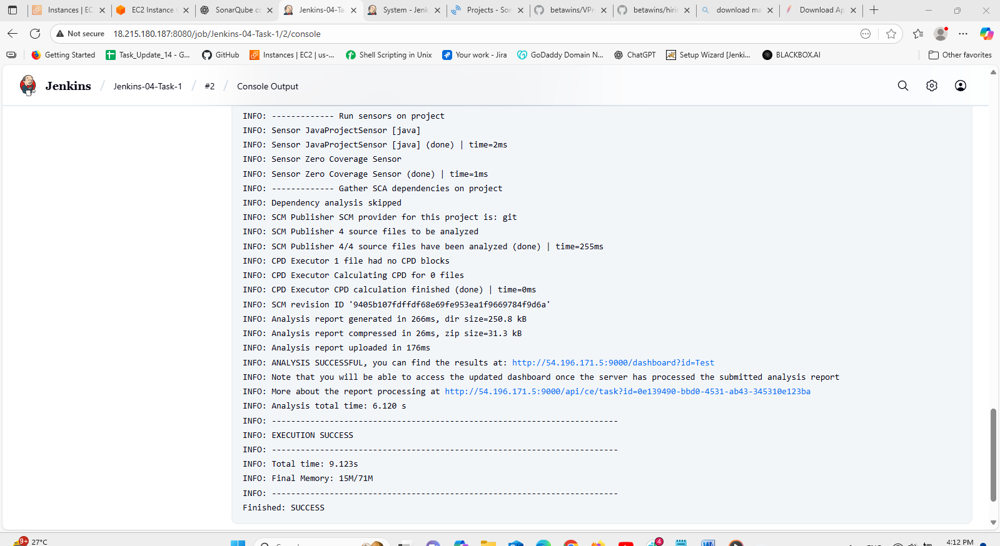 Instances | EC
EC2 Instance
SonarQube co
Jenkins-04-Ta
System - Jenk
Projects - Son
betawins/VPr
betawins/hirin
download ma
Download Ap
Not secure 18.215.180.187:8080/job/Jenkins-04-Task-1/2/console
Getting Started
Task_Update_14 - G...
GitHub
Instances | EC2 | us-...
Shell Scripting in Unix
Your work - Jira
GoDaddy Domain N...
ChatGPT
Setup Wizard [Jenki...
BLACKBOX.AI
Other favorites
Jenkins / Jenkins-04-Task-1 / #2 / Console Output
INFO: ------------- Run sensors on project
INFO: Sensor JavaProjectSensor [java]
INFO: Sensor JavaProjectSensor [java] (done) | time=2ms
INFO: Sensor Zero Coverage Sensor
INFO: Sensor Zero Coverage Sensor (done) | time=1ms
INFO: ------------- Gather SCA dependencies on project
INFO: Dependency analysis skipped
INFO: SCM Publisher SCM provider for this project is: git
INFO: SCM Publisher 4 source files to be analyzed
INFO: SCM Publisher 4/4 source files have been analyzed (done) | time=255ms
INFO: CPD Executor 1 file had no CPD blocks
INFO: CPD Executor Calculating CPD for 0 files
INFO: CPD Executor CPD calculation finished (done) | time=0ms
INFO: SCM revision ID '9405b107fdffdf68e69fe953ea1f9669784f9d6a'
INFO: Analysis report generated in 266ms, dir size=250.8 kB
INFO: Analysis report compressed in 26ms, zip size=31.3 kB
INFO: Analysis report uploaded in 176ms
INFO: ANALYSIS SUCCESSFUL, you can find the results at: http://54.196.171.5:9000/dashboard?id=Test
INFO: Note that you will be able to access the updated dashboard once the server has processed the submitted analysis report
INFO: More about the report processing at http://54.196.171.5:9000/api/ce/task?id=0e139490-bbd0-4531-ab43-345310e123ba
INFO: Analysis total time: 6.120 s
INFO: ------------------------------------------------------------------------
INFO: EXECUTION SUCCESS
INFO: ------------------------------------------------------------------------
INFO: Total time: 9.123s
INFO: Final Memory: 15M/71M
INFO: ------------------------------------------------------------------------
Finished: SUCCESS
9+
27°C
4
4:12 PM